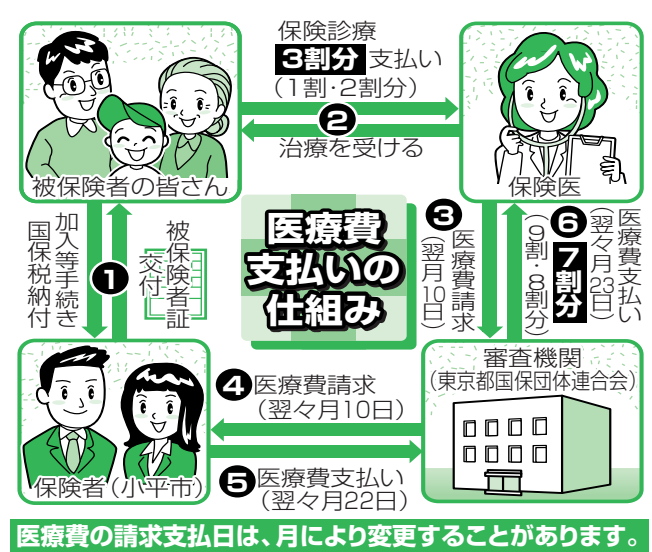 保険診療
3割分 支払い
(1割・2割分)
2
治療を受ける
被保険者の皆さん
保険医
加入等手続き
国保税納付
1
被保険者証
交付
医療費
支払いの
仕組み
3
医療費請求
(翌月10日)
6
医療費支払い
(翌々月23日)
7割分
(9割・8割分)
審査機関
(東京都国保団体連合会)
4 医療費請求
(翌々月10日)
5 医療費支払い
(翌々月22日)
保険者(小平市)
医療費の請求支払日は、月により変更することがあります。